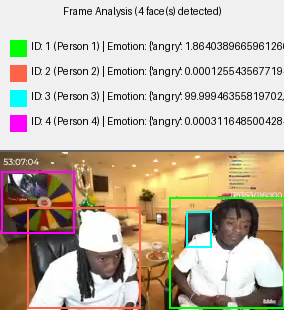 Frame Analysis (4 face(s) detected)
ID: 1 (Person 1) | Emotion: {'angry': 1.864038966596126
ID: 2 (Person 2) | Emotion: {'angry': 0.000125543567719
ID: 3 (Person 3) | Emotion: {'angry': 99.99946355819702,
ID: 4 (Person 4) | Emotion: {'angry': 0.000311648500428
53:07:04